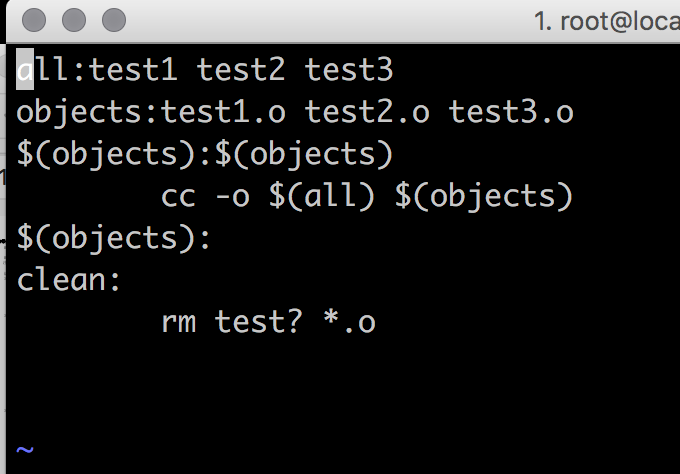 1. root@loca
all:test1 test2 test3
objects:test1.o test2.o test3.o
$(objects):$(objects)
        cc -o $(all) $(objects)
$(objects):
clean:
        rm test? *.o
~